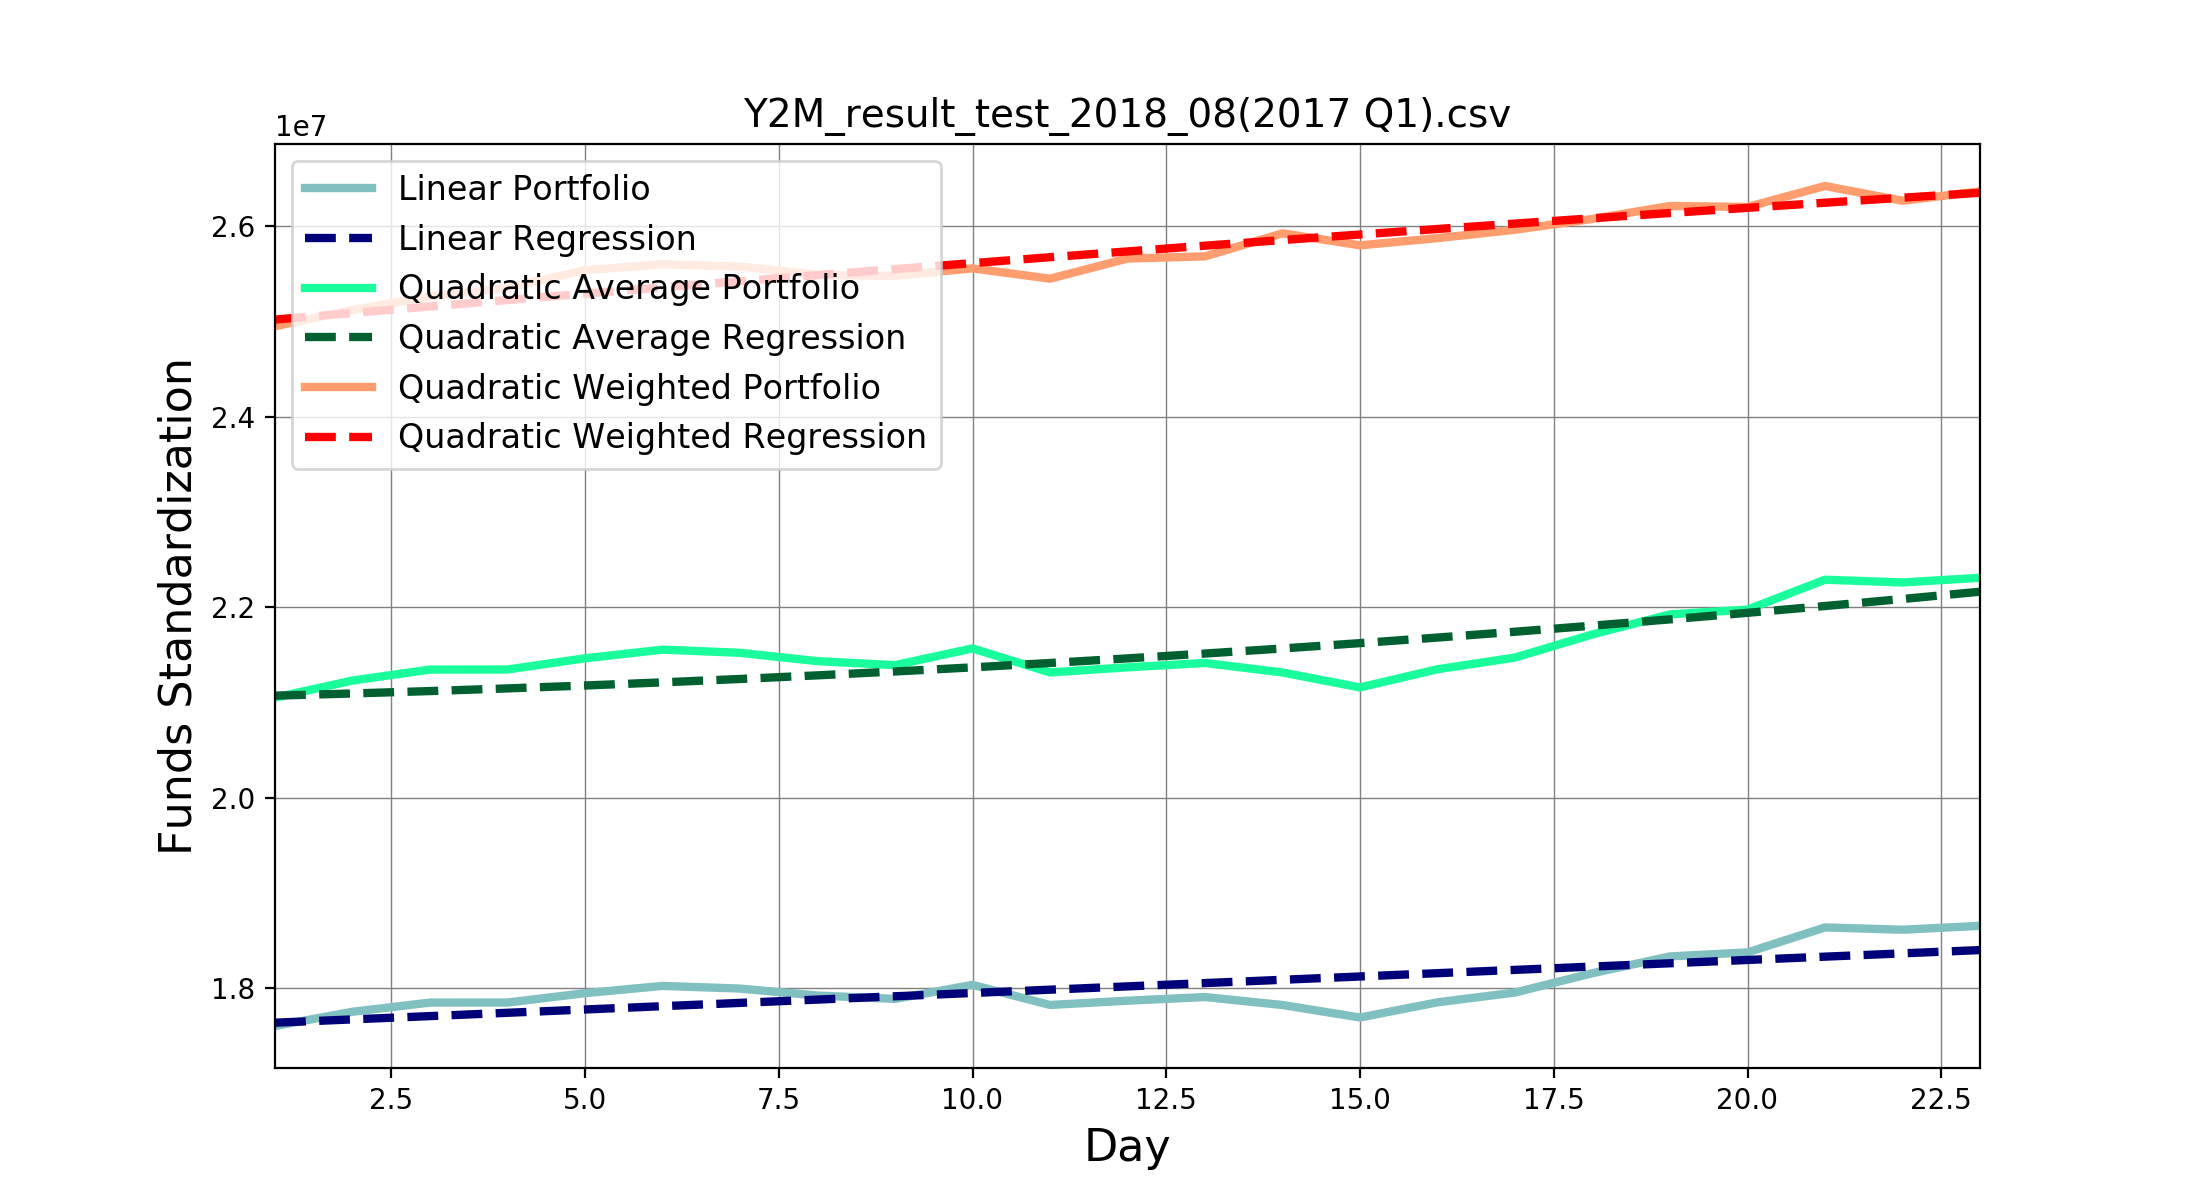 Y2M_result_test_2018_08(2017 Q1).csv
1e7
Linear Portfolio
Linear Regression
Quadratic Average Portfolio
Quadratic Average Regression
Quadratic Weighted Portfolio
Quadratic Weighted Regression
2.6
2.4
2.2
2.0
1.8
Funds Standardization
2.5 5.0 7.5 10.0 12.5 15.0 17.5 20.0 22.5
Day